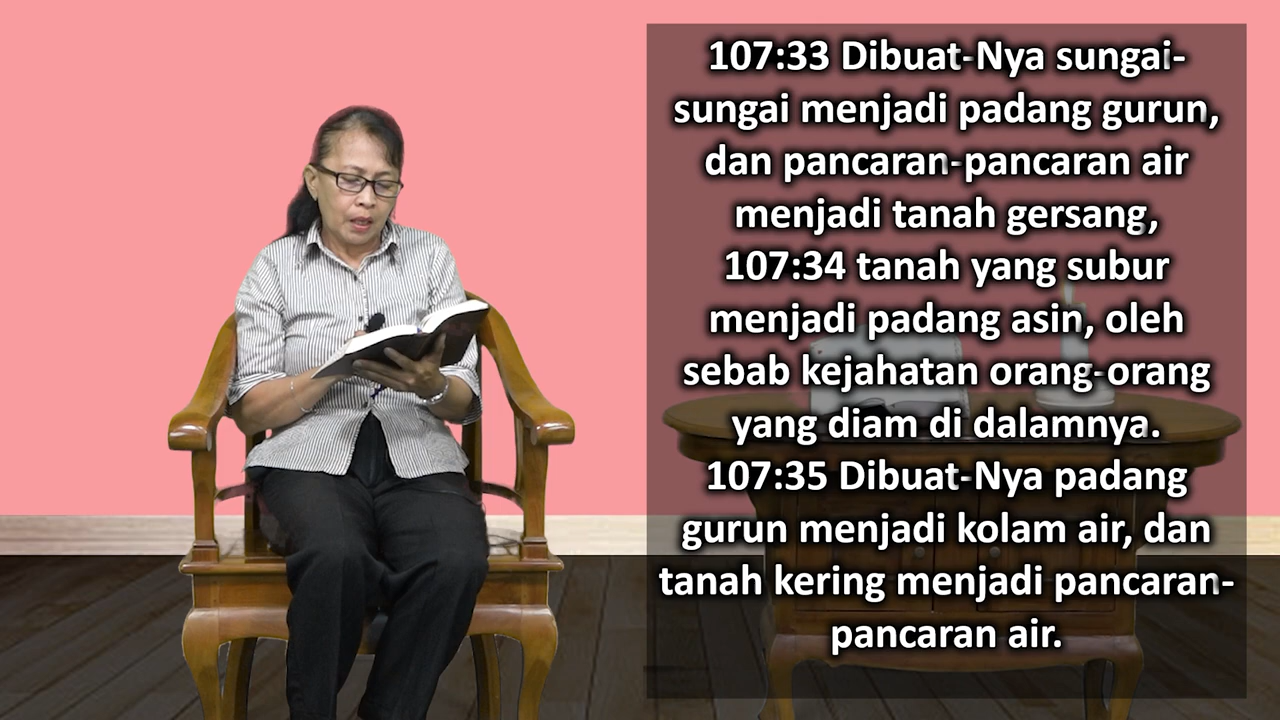 107:33 Dibuat-Nya sungai-
sungai menjadi padang gurun,
dan pancaran-pancaran air
menjadi tanah gersang,
107:34 tanah yang subur
menjadi padang asin, oleh
sebab kejahatan orang-orang
yang diam di dalamnya.
107:35 Dibuat-Nya padang
gurun menjadi kolam air, dan
tanah kering menjadi pancaran-
pancaran air.